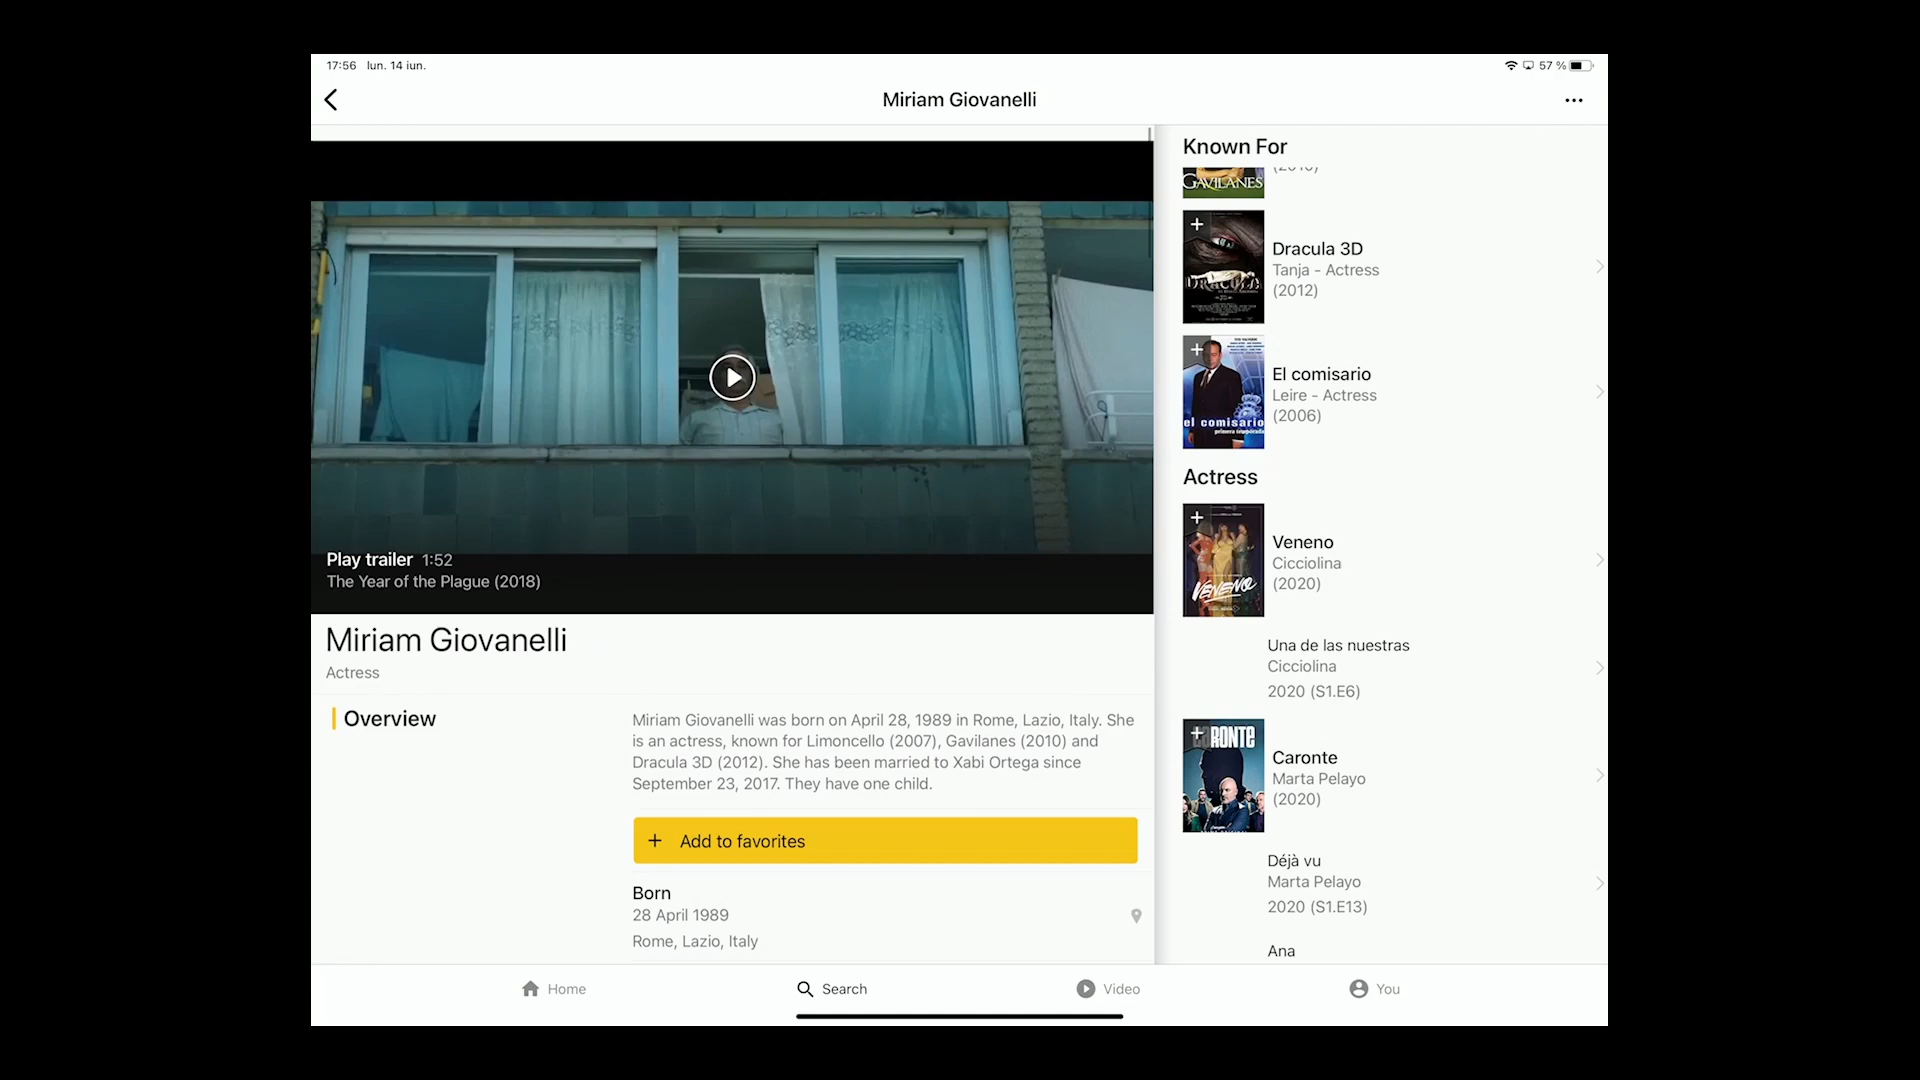 17:56 lun. 14 iun.
57 %
Miriam Giovanelli
Known For
GAVILANES
Dracula 3D
Tanja - Actress
(2012)
DRACULA
El comisario
Leire - Actress
(2006)
el comisario
primera temporada
Actress
VENENO
Veneno
Cicciolina
(2020)
Play trailer 1:52
The Year of the Plague (2018)
Miriam Giovanelli
Actress
Una de las nuestras
Cicciolina
2020 (S1.E6)
Overview
Miriam Giovanelli was born on April 28, 1989 in Rome, Lazio, Italy. She
is an actress, known for Limoncello (2007), Gavilanes (2010) and
Dracula 3D (2012). She has been married to Xabi Ortega since
September 23, 2017. They have one child.
Add to favorites
Born
28 April 1989
Rome, Lazio, Italy
Caronte
Marta Pelayo
(2020)
Déjà vu
Marta Pelayo
2020 (S1.E13)
Ana
Home
Search
Video
You